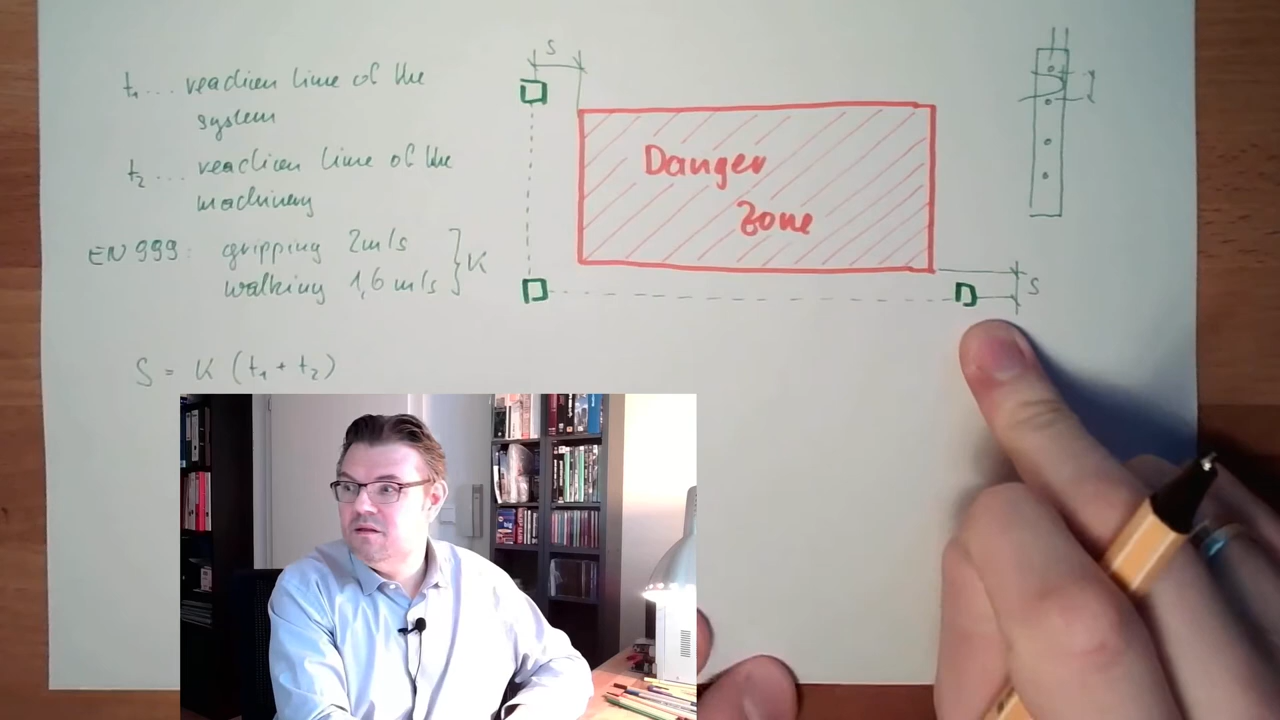 t₁ ... reaction time of the
system
t₂ ... reaction time of the
machinery
EN 999: gripping 2m/s
walking 1,6 m/s } K
S = K (t₁ + t₂)
S
Danger
Zone
S